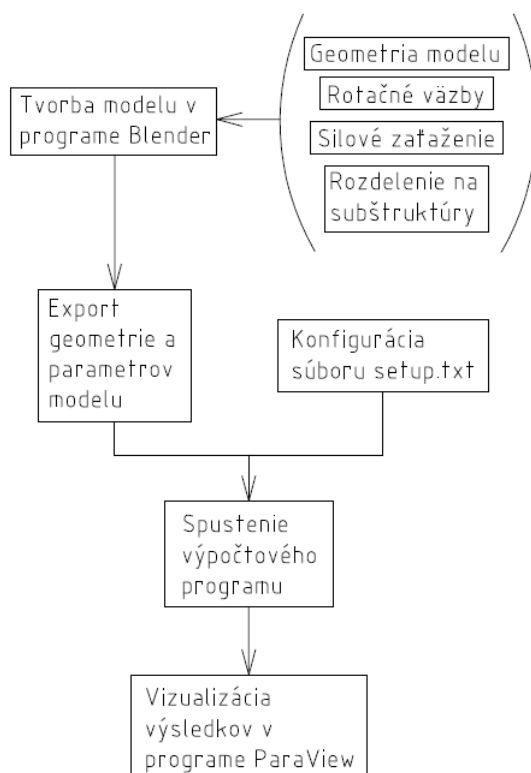 Geometria modelu
Tvorba modelu v
programe Blender
Rotačné väzby
Silové zaťaženie
Rozdelenie na
subštruktúry
Export
geometrie a
parametrov
modelu
Konfigurácia
súboru setup.txt
Spustenie
výpočtového
programu
Vizualizácia
výsledkov v
programe ParaView